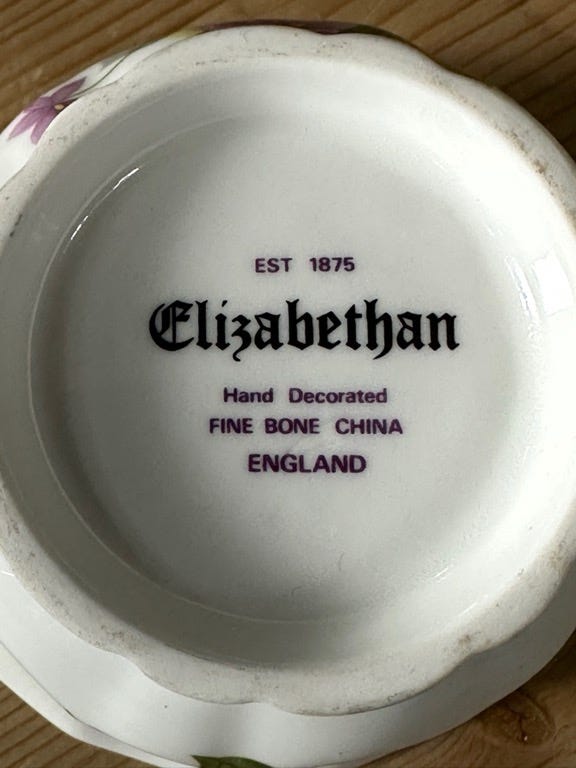 EST 1875
Elizabethan
Hand Decorated
FINE BONE CHINA
ENGLAND